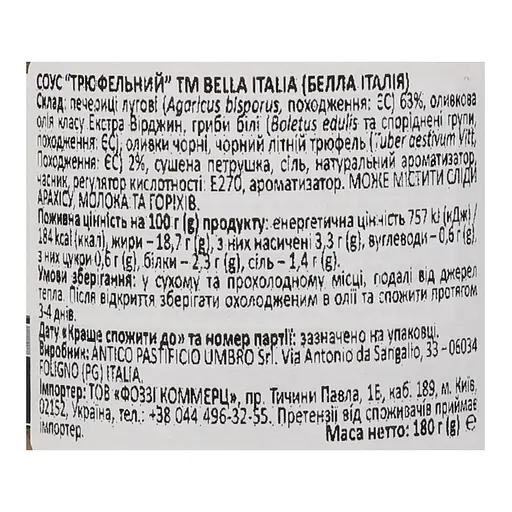 СОУС "ТРЮФЕЛЬНИЙ" ТМ BELLA ITALIA (БЕЛЛА ІТАЛІЯ)
Склад: печериці лугові (Agaricus bisporus, походження: ЄС) 63%, оливкова
олія класу Екстра Вірджин, гриби білі (Boletus edulis та споріднені групи,
походження: ЄС), оливки чорні, чорний літній трюфель (Tuber aestivum Vitt,
Походження: ЄС) 2%, сушена петрушка, сіль, натуральний ароматизатор,
часник, регулятор кислотності: E270, ароматизатор. МОЖЕ МІСТИТИ СЛІДИ
АРАХІСУ, МОЛОКА ТА ГОРІХІВ.
Поживна цінність на 100 г (g) продукту: енергетична цінність 757 kJ (кДж)/
184 kcal (ккал), жири – 18,7 г (g), з них насичені 3,3 г (g), вуглеводи – 0,6 г (g),
з них цукри 0,6 г (g), білки – 2,3 г (g), сіль – 1,4 г (g).
Умови зберігання: у сухому та прохолодному місці, подалі від джерел
тепла. Після відкриття зберігати охолодженим в олії та спожити протягом
3-4 днів.
Дату «Краще спожити до» та номер партії: зазначено на упаковці.
Виробник: ANTICO PASTIFICIO UMBRO Srl. Via Antonio da Sangallo, 33 – 06034
FOLIGNO (PG) ITALIA.
Імпортер: ТОВ "ФОЗЗІ КОММЕРЦ", пр. Тичини Павла, 1Б, каб. 189, м. Київ,
02152, Україна, тел.: +38 044 496-32-55. Претензії від споживачів приймає
імпортер.
Маса нетто: 180 г (g) e